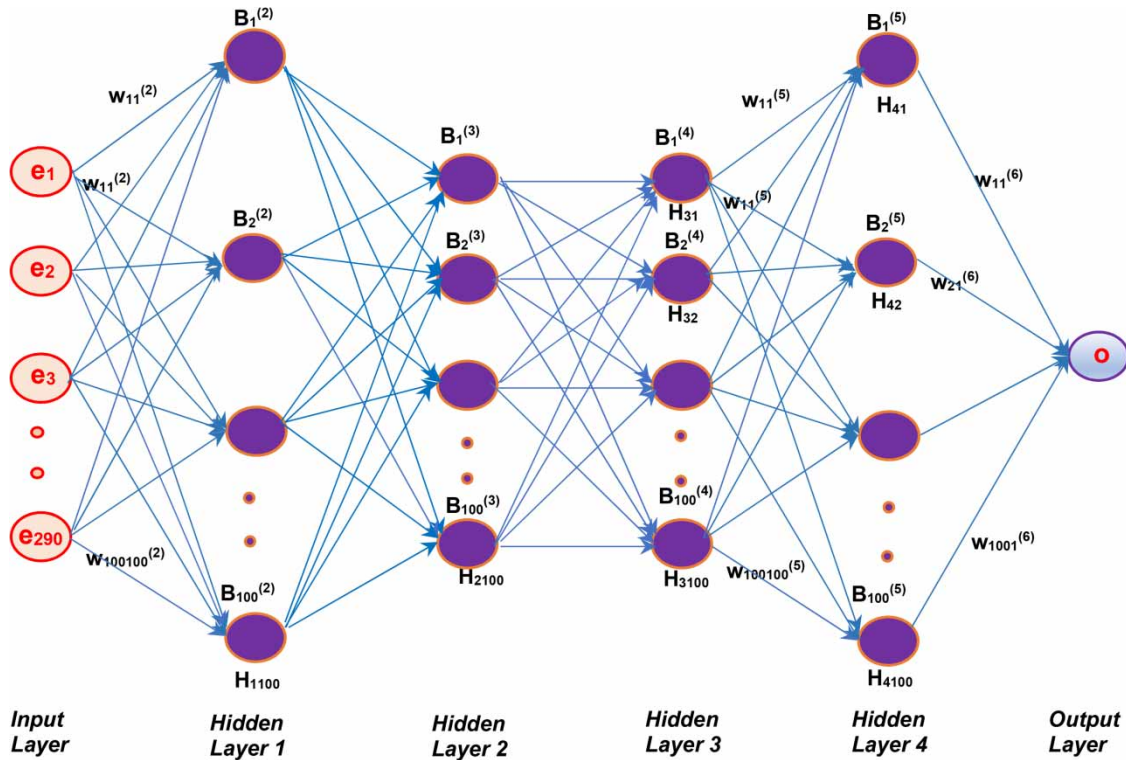 B₁⁽²⁾
w₁₁⁽²⁾
w₁₁⁽²⁾
e₁
e₂
e₃
e₂₉₀
B₂⁽²⁾
w₁₀₀₁₀₀⁽²⁾
B₁₀₀⁽²⁾
H₁₁₀₀
B₁⁽³⁾
B₂⁽³⁾
B₁₀₀⁽³⁾
H₂₁₀₀
B₁⁽⁴⁾
H₃₁
B₂⁽⁴⁾
H₃₂
B₁₀₀⁽⁴⁾
H₃₁₀₀
w₁₁⁽⁵⁾
w₁₁⁽⁵⁾
w₁₀₀₁₀₀⁽⁵⁾
B₁⁽⁵⁾
H₄₁
B₂⁽⁵⁾
H₄₂
B₁₀₀⁽⁵⁾
H₄₁₀₀
w₁₁⁽⁶⁾
w₂₁⁽⁶⁾
w₁₀₀₁⁽⁶⁾
o
Input
Layer
Hidden
Layer 1
Hidden
Layer 2
Hidden
Layer 3
Hidden
Layer 4
Output
Layer